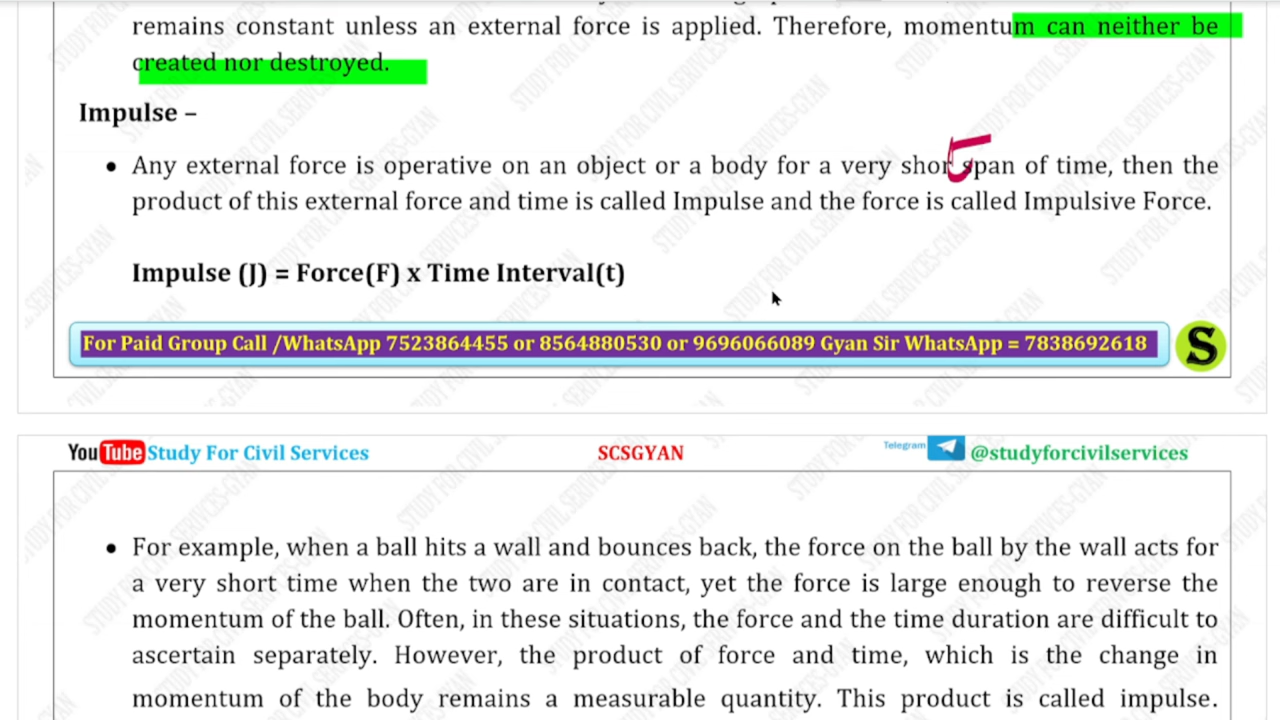 remains constant unless an external force is applied. Therefore, momentum can neither be
created nor destroyed.
Impulse –
• Any external force is operative on an object or a body for a very short span of time, then the
product of this external force and time is called Impulse and the force is called Impulsive Force.
Impulse (J) = Force(F) x Time Interval(t)
For Paid Group Call /WhatsApp 7523864455 or 8564880530 or 9696066089 Gyan Sir WhatsApp = 7838692618
S
YouTube Study For Civil Services SCSGYAN Telegram @studyforcivilservices
• For example, when a ball hits a wall and bounces back, the force on the ball by the wall acts for
a very short time when the two are in contact, yet the force is large enough to reverse the
momentum of the ball. Often, in these situations, the force and the time duration are difficult to
ascertain separately. However, the product of force and time, which is the change in
momentum of the body remains a measurable quantity. This product is called impulse.